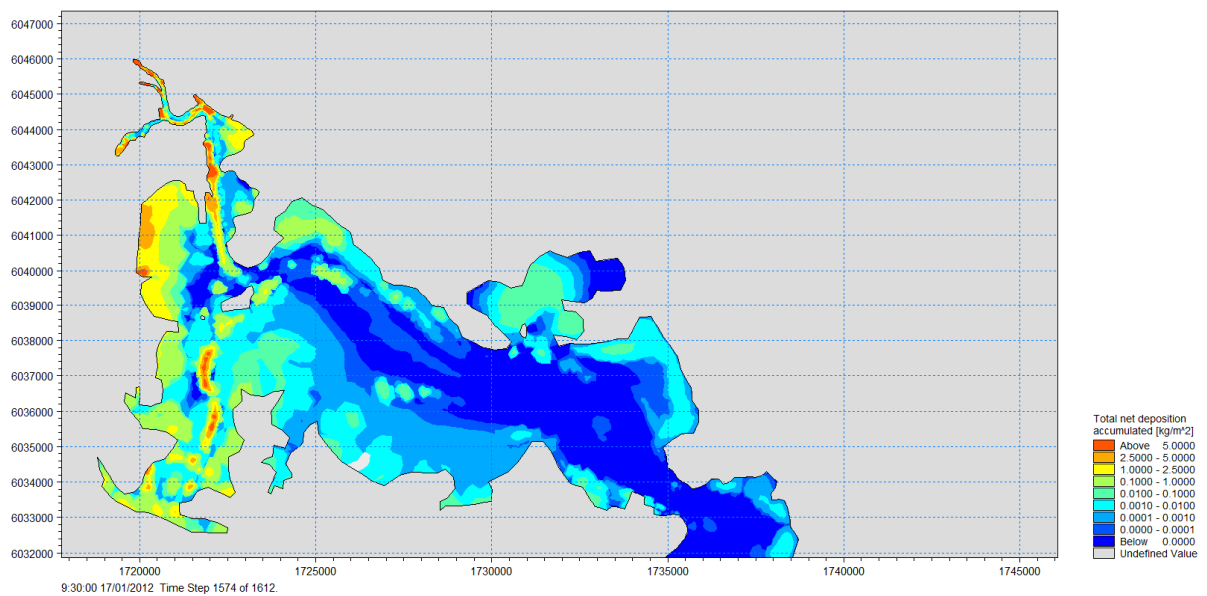 6047000
6046000
6045000
6044000
6043000
6042000
6041000
6040000
6039000
6038000
6037000
6036000
6035000
6034000
6033000
6032000
1720000 1725000 1730000 1735000 1740000 1745000
9:30:00 17/01/2012 Time Step 1574 of 1612.
Total net deposition
accumulated [kg/m^2]
Above 5.0000
2.5000 - 5.0000
1.0000 - 2.5000
0.1000 - 1.0000
0.0100 - 0.1000
0.0010 - 0.0100
0.0001 - 0.0010
0.0000 - 0.0001
Below 0.0000
Undefined Value